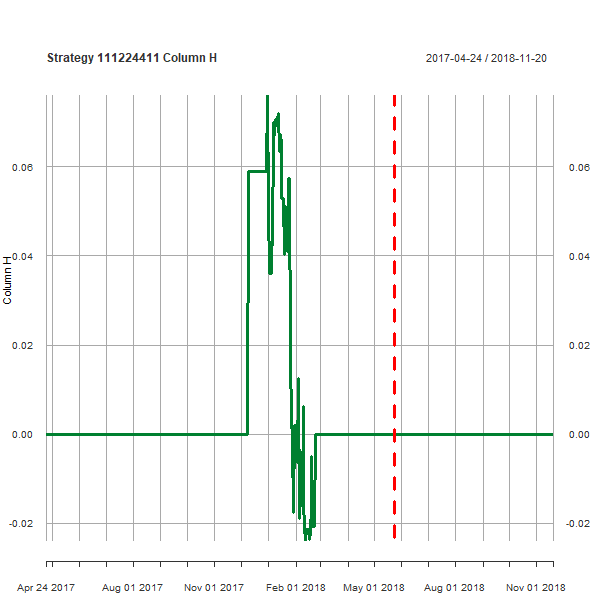 Strategy 111224411 Column H 2017-04-24 / 2018-11-20
0.06 0.06
0.04 0.04
Column H
0.02 0.02
0.00 0.00
-0.02 -0.02
Apr 24 2017 Aug 01 2017 Nov 01 2017 Feb 01 2018 May 01 2018 Aug 01 2018 Nov 01 2018